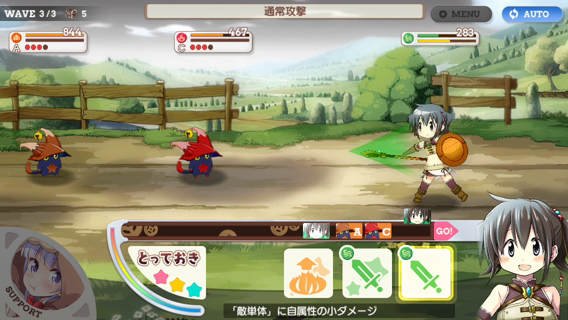 WAVE 3/3 5
通常攻撃
MENU
AUTO
844
A
467
C
283
A C GO!
とっておき
SUPPORT
「敵単体」に自属性の小ダメージ